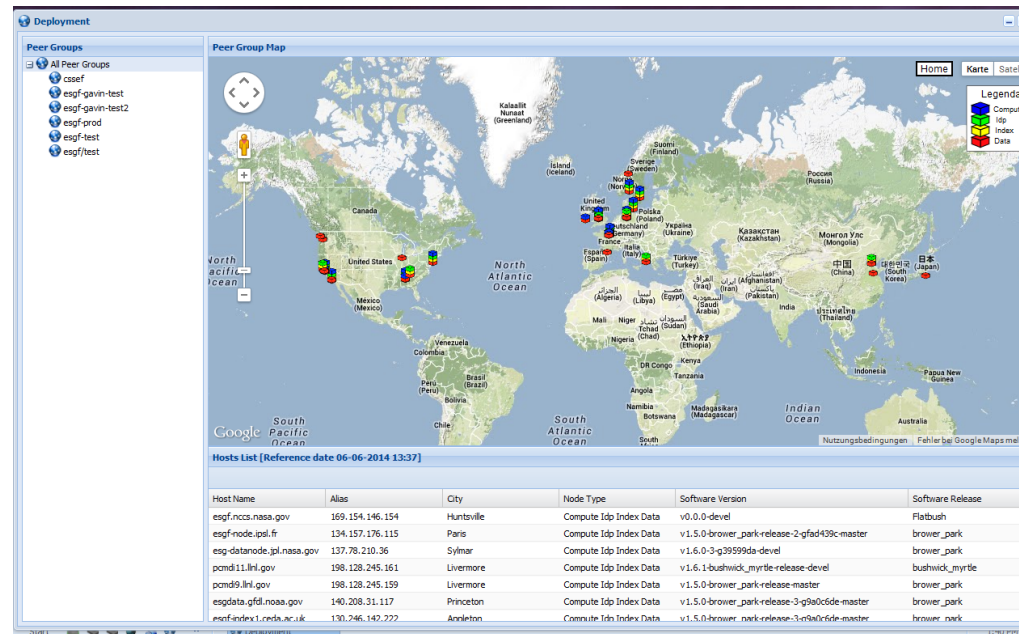 Deployment
Peer Groups
All Peer Groups
cssef
esgf-gavin-test
esgf-gavin-test2
esgf-prod
esgf-test
esgf/test
Peer Group Map
Home Karte
Legenda
Idp
Index
Data
Kalaallit
Nunaat
(Greenland)
Ísland
(Iceland)
Suomi
(Finland)
Sverige
(Sweden)
Россия
(Russia)
United
Kingdom
Polska
(Poland)
Україна
(Ukraine)
Қазақстан
(Kazakhstan)
Монгол Улс
(Mongolia)
Canada
France
Italia
(Italy)
(Spain)
Türkiye
(Turkey)
中国
(China)
대한민국
(South
Korea)
日本
(Japan)
United States
North
Atlantic
Ocean
México
(Mexico)
الجزائر
(Algeria)
ليبيا
(Libya)
مصر
(Egypt)
العراق
(Iraq)
ایران
(Iran)
افغانستان
(Afghanistan)
پاکستان
(Pakistan)
السعودية
(Saudi
Arabia)
India
ประเทศไทย
(Thailand)
Mali Niger
السودان
(Sudan)
Tchad
(Chad)
Nigeria
ኢትዮጵያ
(Ethiopia)
Venezuela
Colombia
DR Congo
Kenya
Tanzania
Indonesia
Papua New
Guinea
Brasil
(Brazil)
Perú
(Peru)
Bolivia
Angola
Namibia
Botswana
Madagasikara
(Madagascar)
Indian
Ocean
Chile
South
Pacific
Ocean
South
Atlantic
Ocean
South
Australia
Google
Nutzungsbedingungen Fehler bei Google Maps
Hosts List [Reference date 06-06-2014 13:37]
Host Name Alias City Node Type Software Version Software Release
esgf.nccs.nasa.gov 169.154.146.154 Huntsville Compute Idp Index Data v0.0.0-devel Flatbush
esgf-node.ipsl.fr 134.157.176.115 Paris Compute Idp Index Data v1.5.0-brower_park-release-2-gfad439c-master brower_park
esg-datanode.jpl.nasa.gov 137.78.210.36 Sylmar Compute Idp Index Data v1.6.0-3-g39599da-devel brower_park
pcmdi11.llnl.gov 198.128.245.161 Livermore Compute Idp Index Data v1.6.1-bushwick_myrtle-release-devel bushwick_myrtle
pcmdi9.llnl.gov 198.128.245.159 Livermore Compute Idp Index Data v1.5.0-brower_park-release-master brower_park
esgdata.gfdl.noaa.gov 140.208.31.117 Princeton Compute Idp Index Data v1.5.0-brower_park-release-3-g9a0c6de-master brower_park
esgf-index1.ceda.ac.uk 130.246.142.222 Appleton Compute Idp Index Data v1.5.0-brower_park-release-3-g9a0c6de-master brower_park